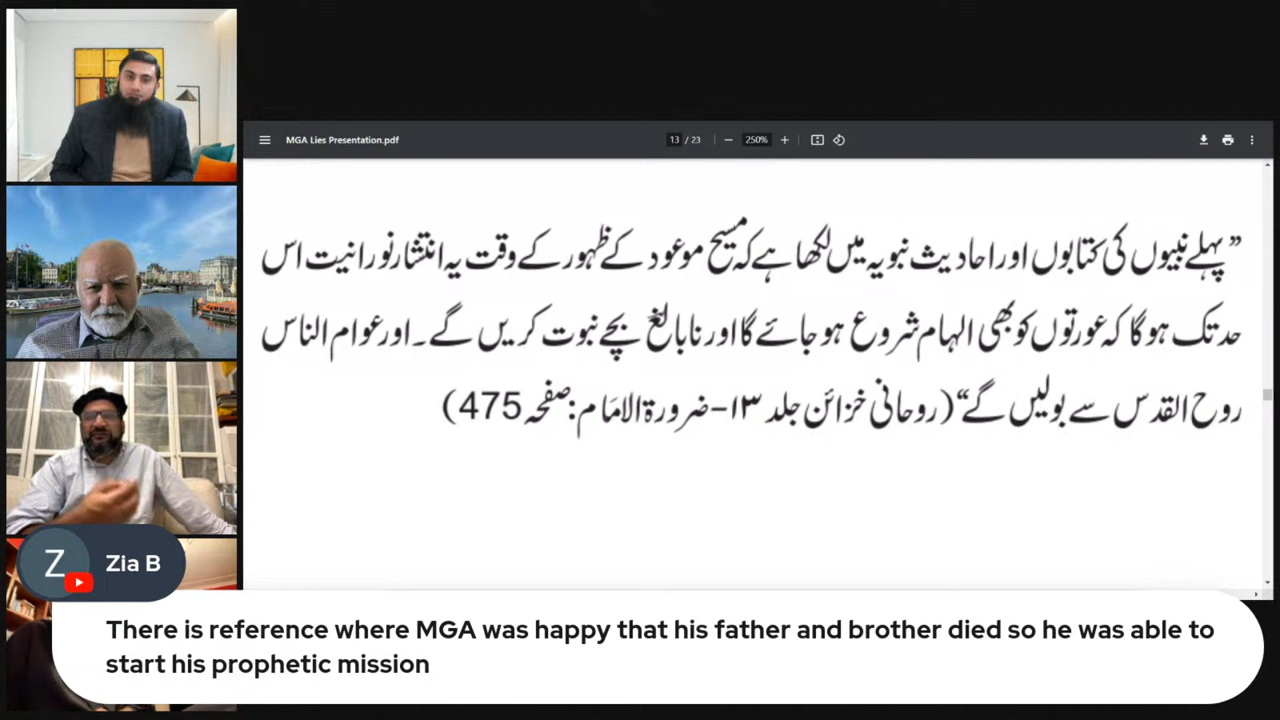 MGA Lies Presentation.pdf
13 / 23
250%
”پہلے نبیوں کی کتابوں اور احادیث نبویہ میں لکھا ہے کہ مسیح موعود کے ظہور کے وقت یہ انتشار نورانیت اس
حد تک ہوگا کہ عورتوں کو بھی الہام شروع ہو جائے گا اور نابالغ بچے نبوت کریں گے۔ اور عوام الناس
روح القدس سے بولیں گے“ (روحانی خزائن جلد ۱۳–ضرورۃ الامَام: صفحہ 475)
Z
Zia B
There is reference where MGA was happy that his father and brother died so he was able to
start his prophetic mission